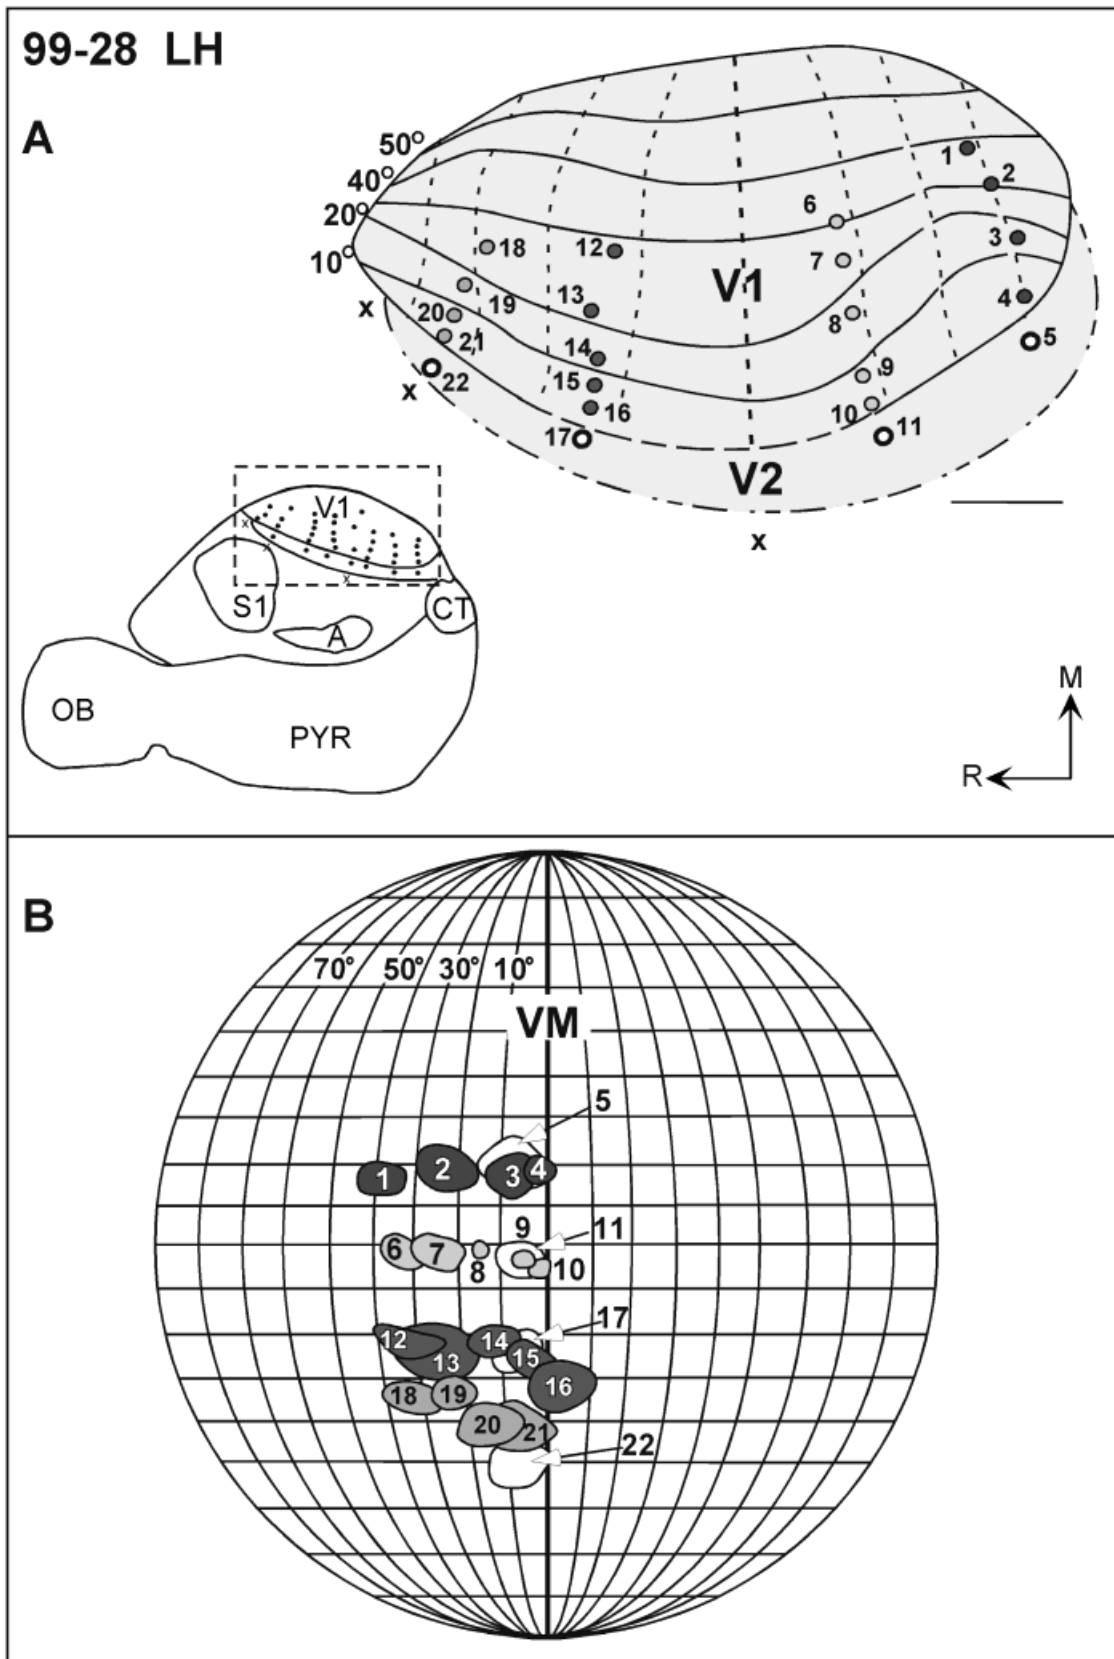 99-28 LH
A
50°
40°
20°
10°
1
2
6
3
18
12
7
V1
4
19
13
8
5
20
21
14
9
x
22
15
10
x
16
17
11
V2
x
V1
x
x
x
S1
CT
A
OB
PYR
M
R
B
70° 50° 30° 10°
VM
5
1 2 3 4
6 7 8 9 11
10
17
12 13 14 15
16
18 19
20 21
22